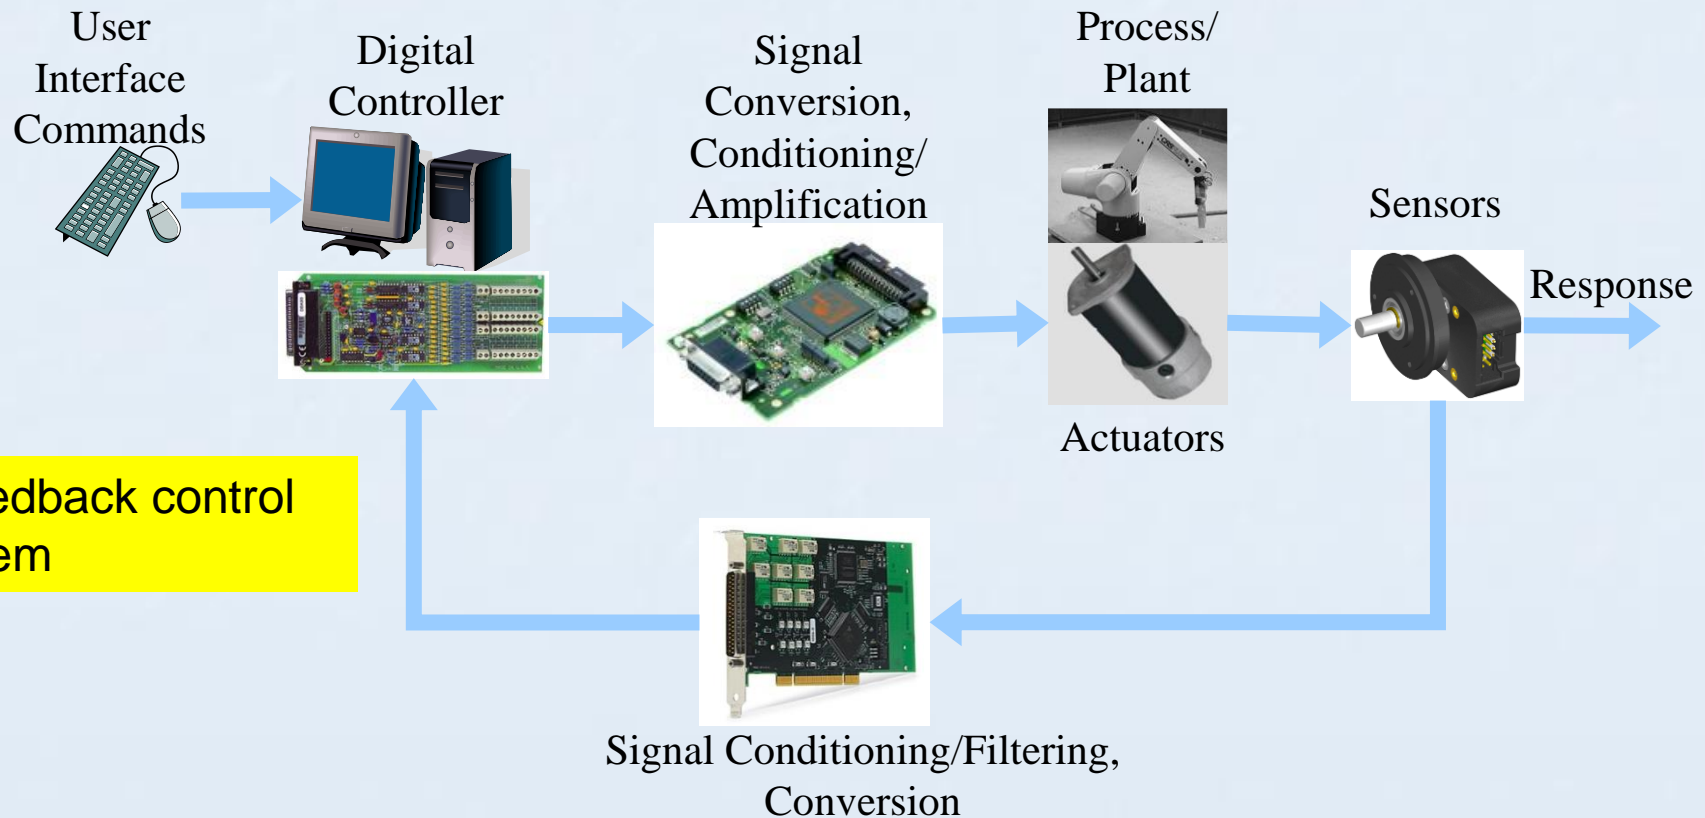 User
Interface
Commands
Digital
Controller
Signal
Conversion,
Conditioning/
Amplification
Process/
Plant
Sensors
Response
Actuators
edback control
em
Signal Conditioning/Filtering,
Conversion